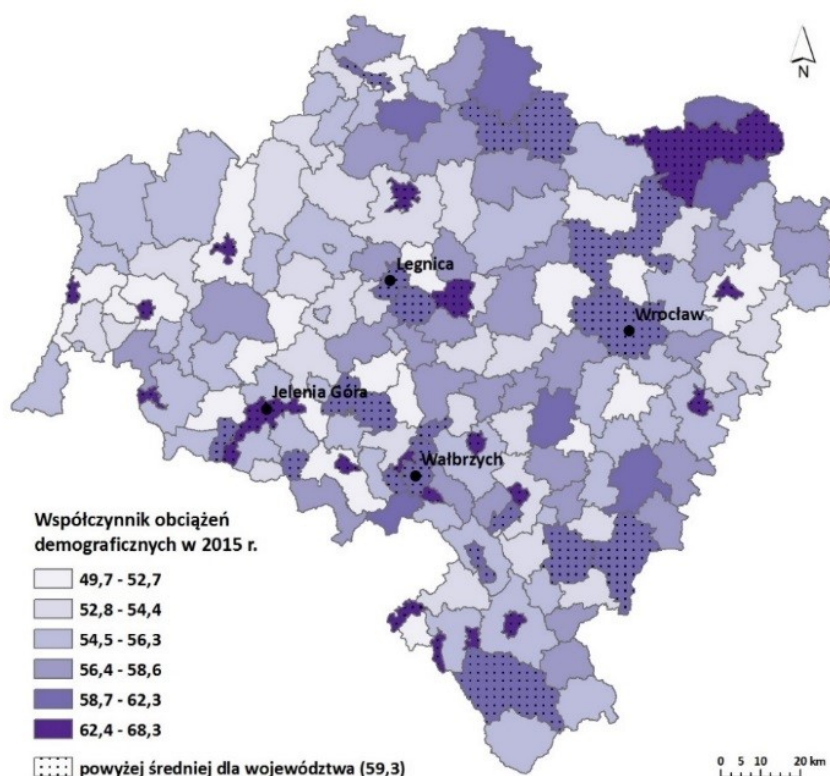 N
Legnica
Wrocław
Jelenia Góra
Wałbrzych
Współczynnik obciążeń
demograficznych w 2015 r.
49,7 - 52,7
52,8 - 54,4
54,5 - 56,3
56,4 - 58,6
58,7 - 62,3
62,4 - 68,3
powyżej średniej dla województwa (59,3)
0 5 10 20 km